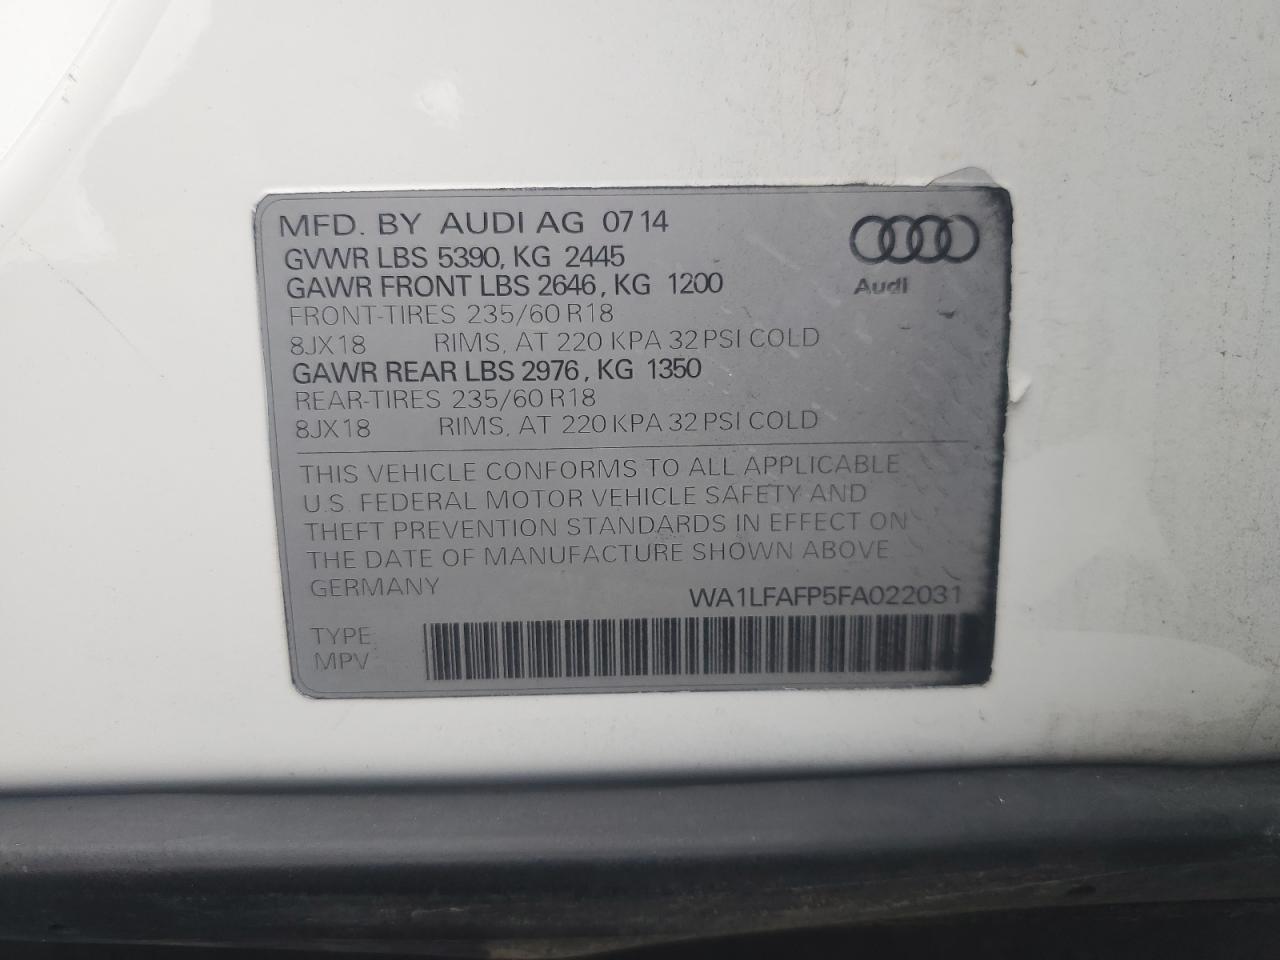 MFD. BY AUDI AG 0714
GVWR LBS 5390, KG 2445
GAWR FRONT LBS 2646, KG 1200
FRONT-TIRES 235/60 R18
8JX18 RIMS, AT 220 KPA 32 PSI COLD
GAWR REAR LBS 2976, KG 1350
REAR-TIRES 235/60 R18
8JX18 RIMS, AT 220 KPA 32 PSI COLD
Audi
THIS VEHICLE CONFORMS TO ALL APPLICABLE
U.S. FEDERAL MOTOR VEHICLE SAFETY AND
THEFT PREVENTION STANDARDS IN EFFECT ON
THE DATE OF MANUFACTURE SHOWN ABOVE
GERMANY WA1LFAFP5FA022031
TYPE
MPV